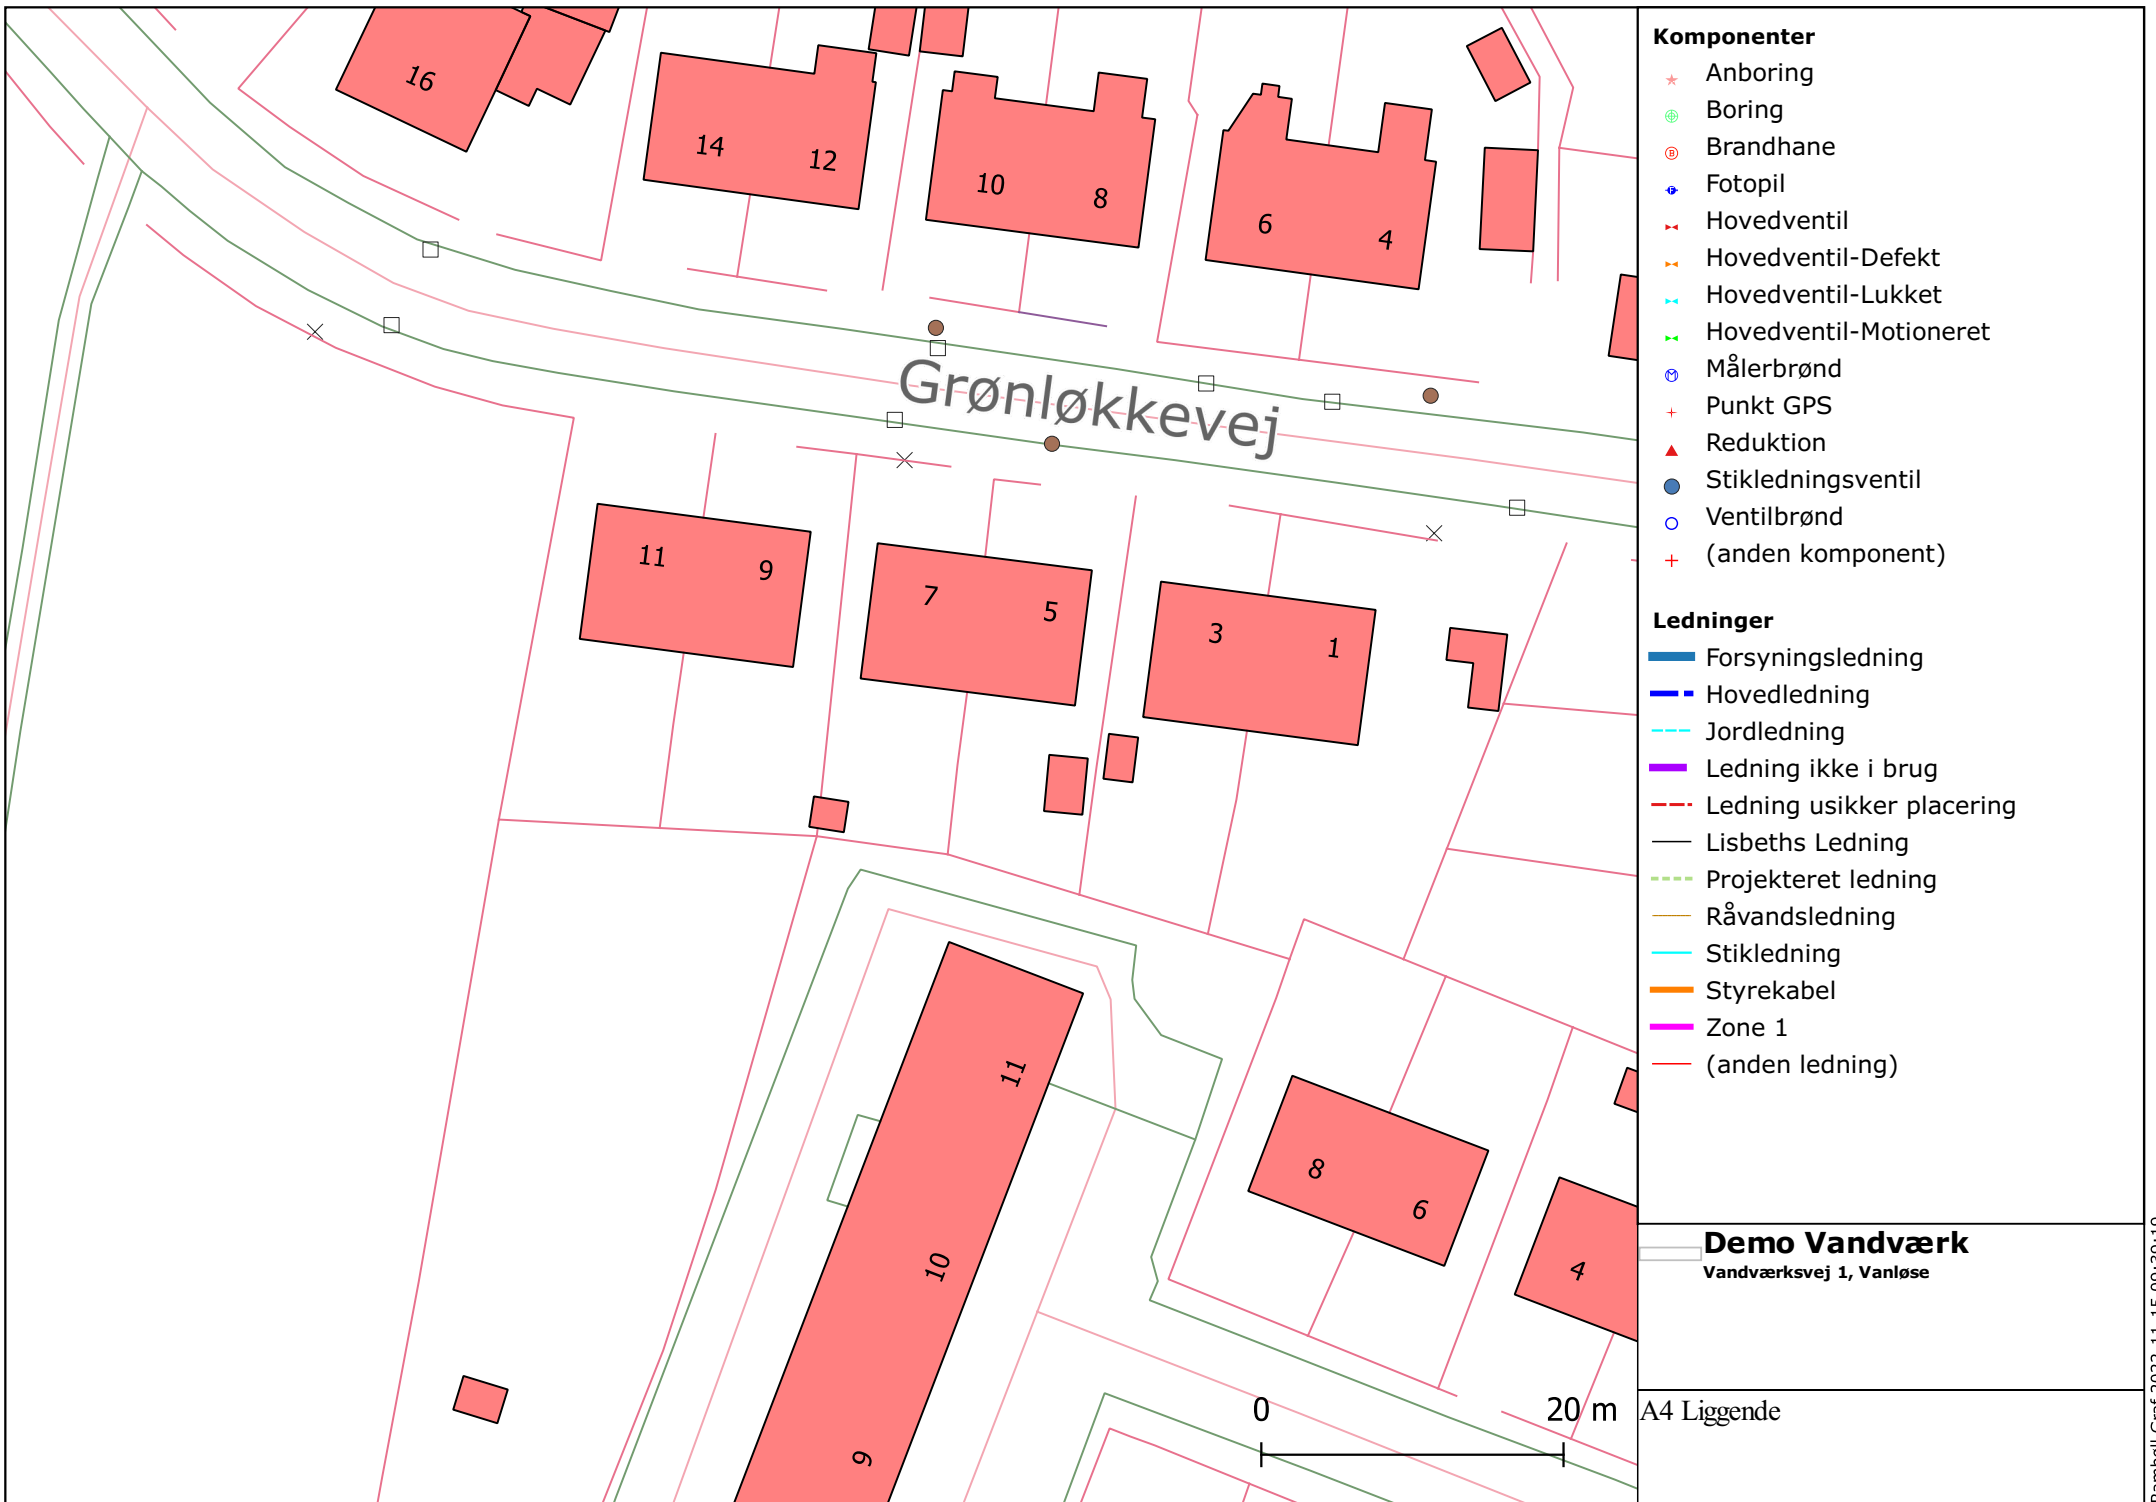 16
14
12
10
8
6
4
Grønløkkevej
11
9
7
5
3
1
11
10
9
8
6
4
0
20 m
Komponenter
Anboring
Boring
Brandhane
Fotopil
Hovedventil
Hovedventil-Defekt
Hovedventil-Lukket
Hovedventil-Motioneret
Målerbrønd
Punkt GPS
Reduktion
Stikledningsventil
Ventilbrønd
(anden komponent)
Ledninger
Forsyningsledning
Hovedledning
Jordledning
Ledning ikke i brug
Ledning usikker placering
Lisbeths Ledning
Projekteret ledning
Råvandsledning
Stikledning
Styrekabel
Zone 1
(anden ledning)
Demo Vandværk
Vandværksvej 1, Vanløse
A4 Liggende